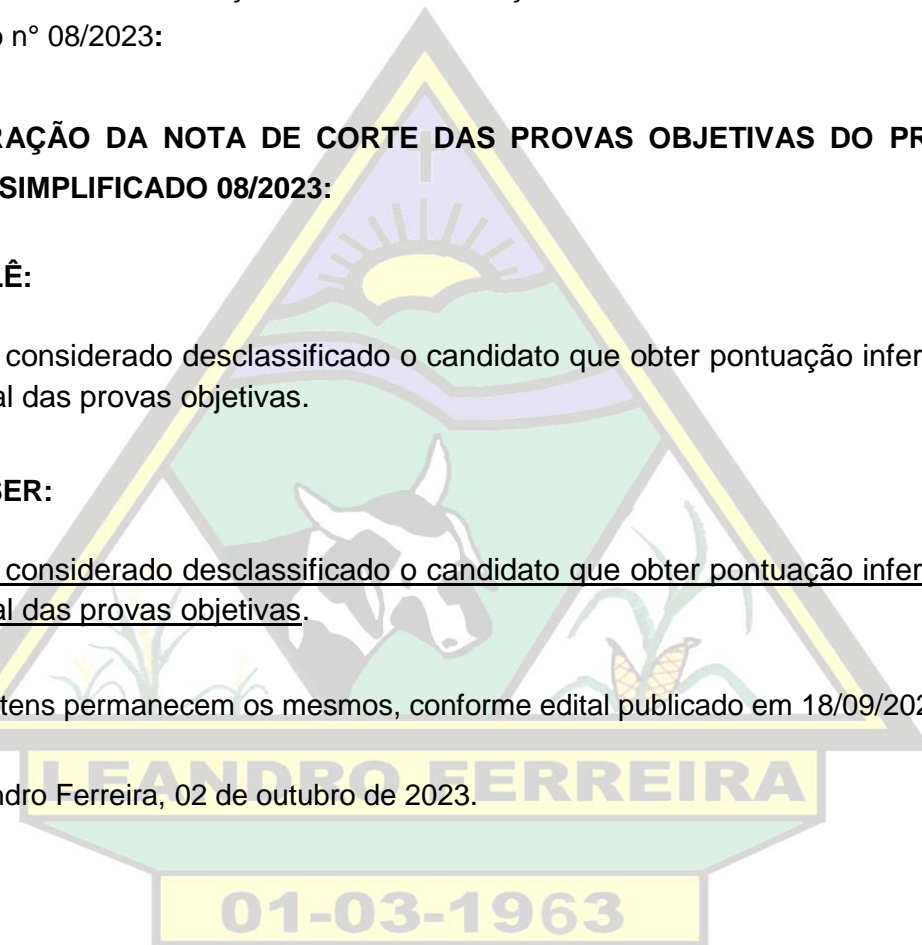 o n° 08/2023:
RAÇÃO DA NOTA DE CORTE DAS PROVAS OBJETIVAS DO PR
SIMPLIFICADO 08/2023:
LÊ:
considerado desclassificado o candidato que obter pontuação infer
al das provas objetivas.
SER:
considerado desclassificado o candidato que obter pontuação infer
al das provas objetivas.
tens permanecem os mesmos, conforme edital publicado em 18/09/202
LEANDRO FERREIRA
ndro Ferreira, 02 de outubro de 2023.
01-03-1963